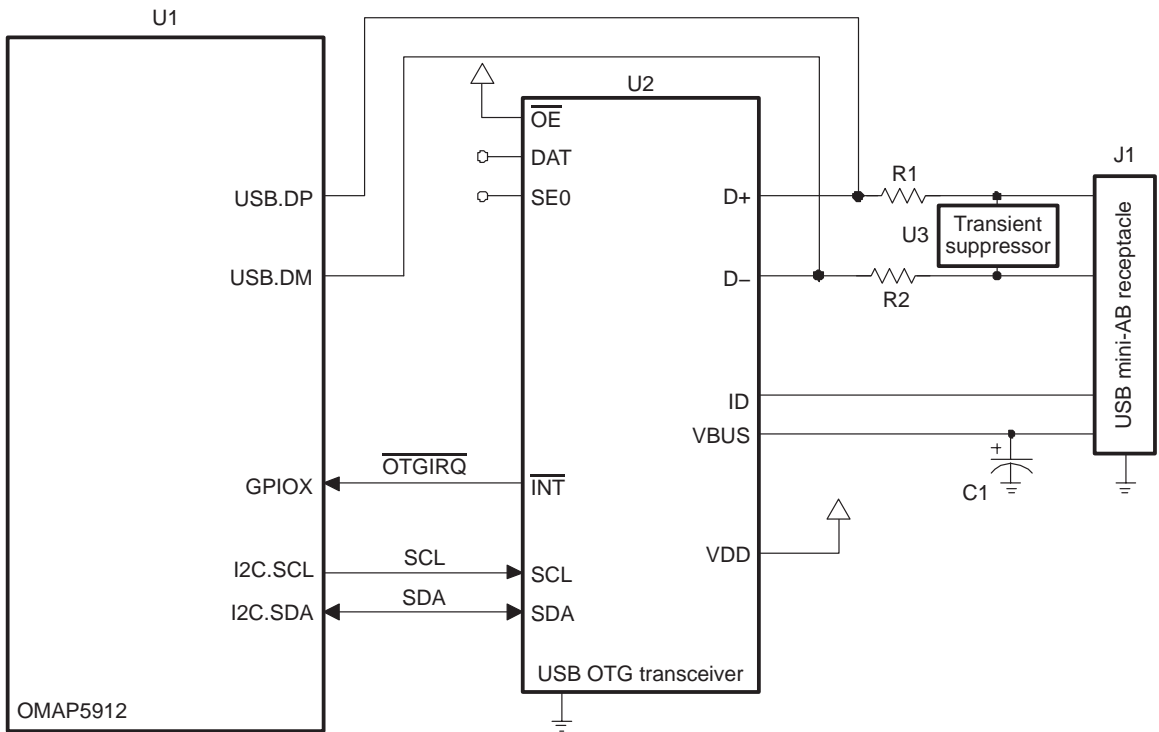 U1
U2
OE
DAT
SE0
J1
R1
USB.DP
D+
U3
Transient
suppressor
USB.DM
D−
R2
USB mini-AB receptacle
ID
VBUS
OTGIRQ
+
GPIOX
INT
C1
VDD
I2C.SCL
SCL
SCL
I2C.SDA
SDA
SDA
USB OTG transceiver
OMAP5912